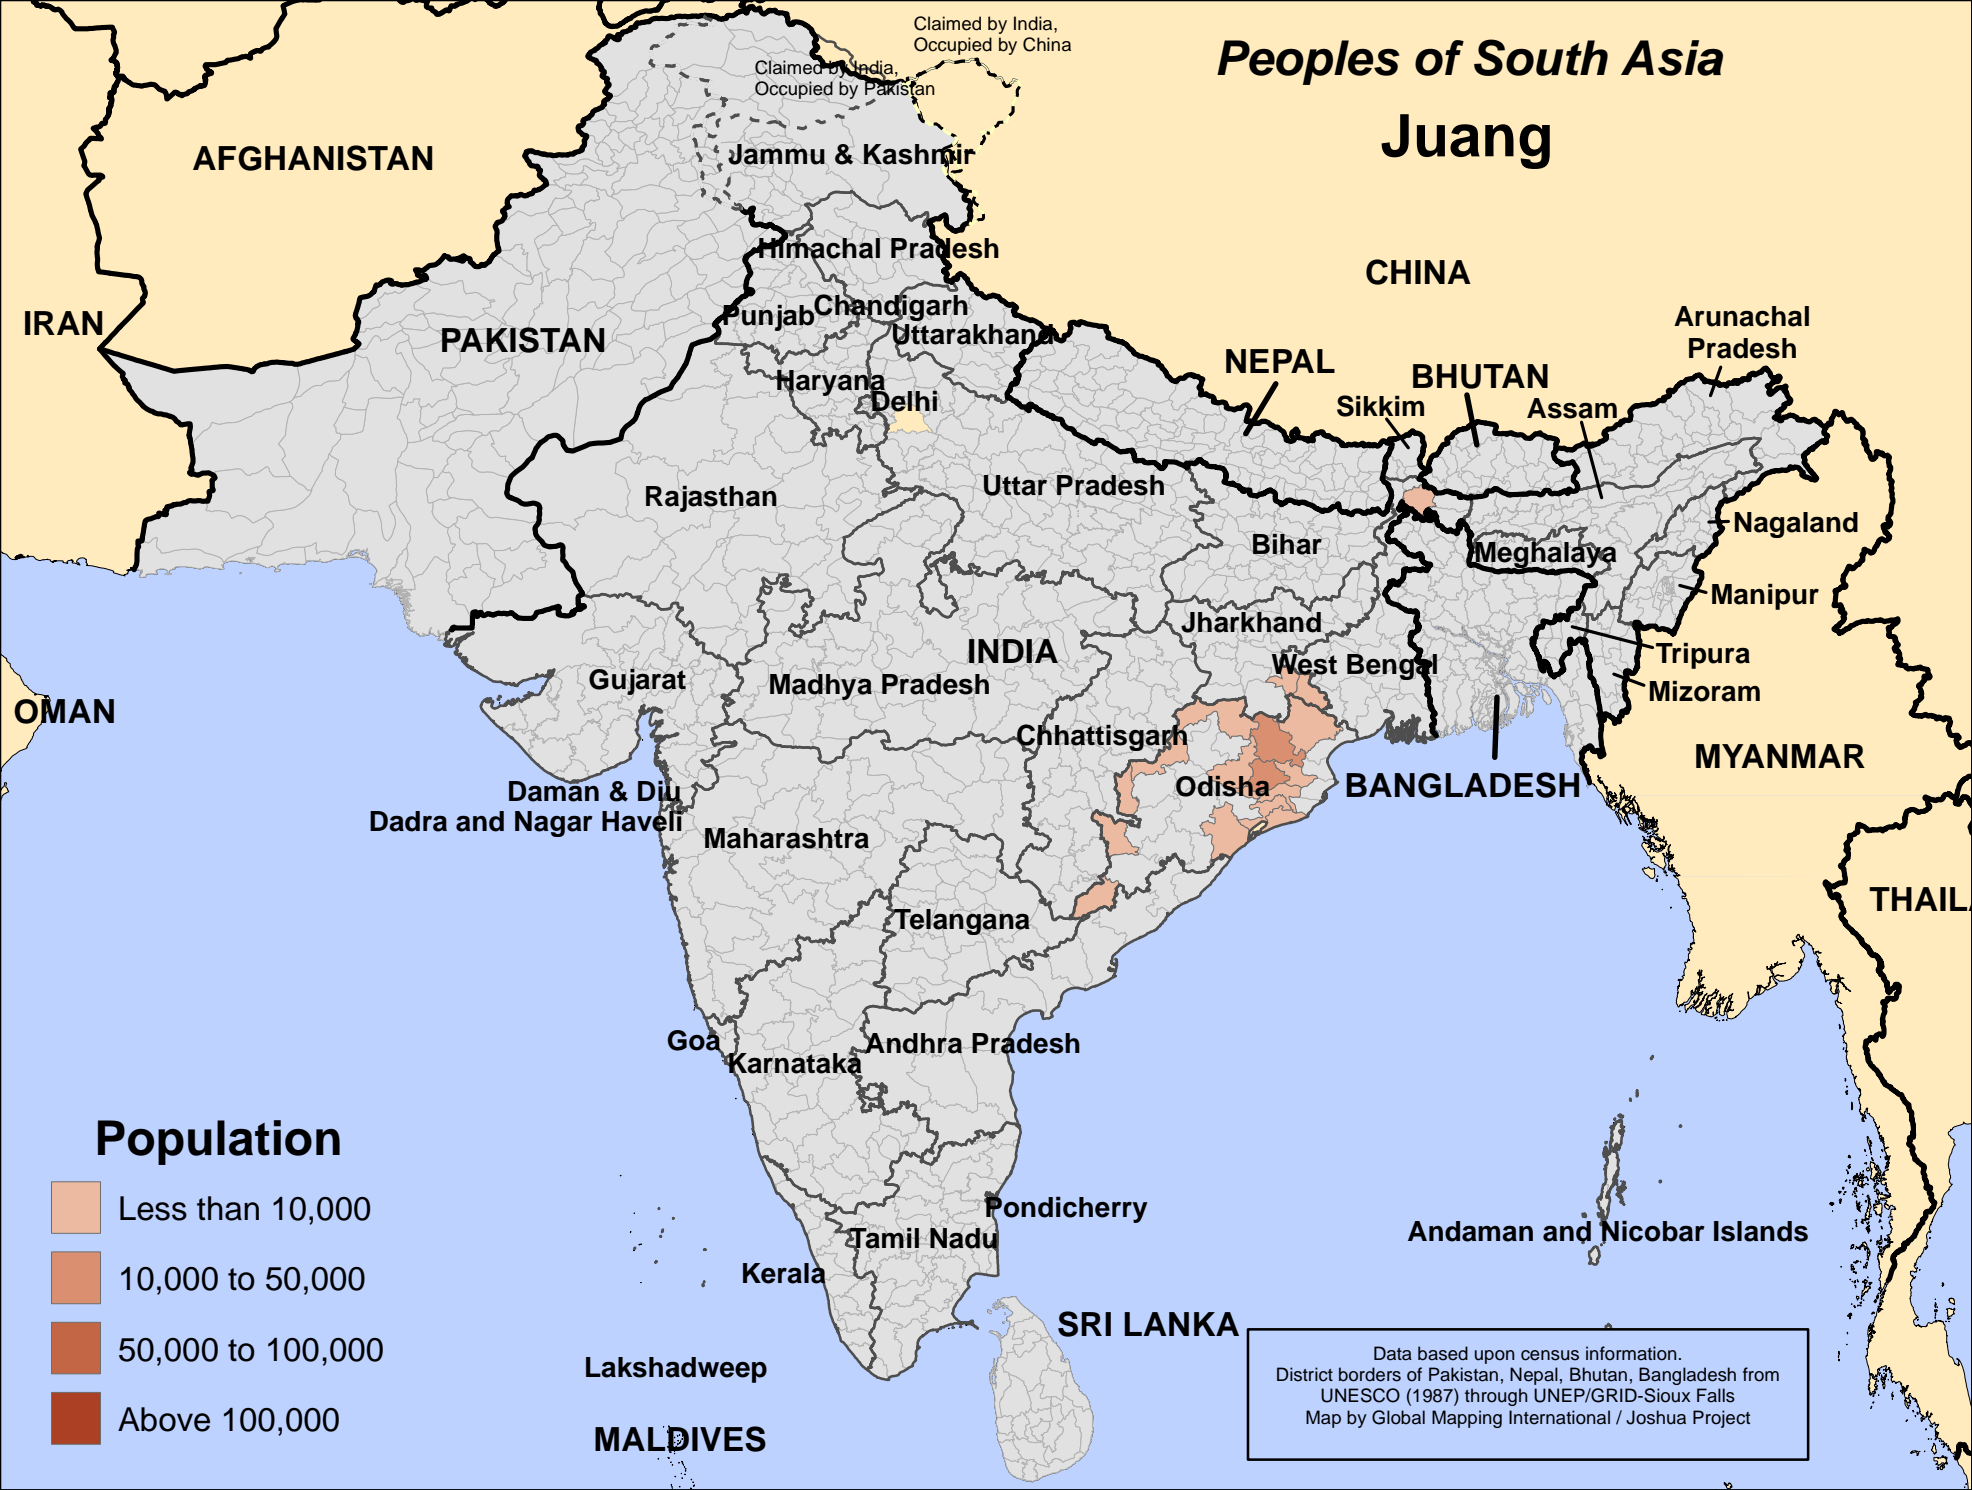 Claimed by India,
Occupied by China
Peoples of South Asia
Juang
Claimed by India,
Occupied by Pakistan
AFGHANISTAN
Jammu & Kashmir
Himachal Pradesh
CHINA
IRAN
PAKISTAN
Punjab
Chandigarh
Uttarakhand
Arunachal
Pradesh
NEPAL
BHUTAN
Haryana
Delhi
Sikkim
Assam
Rajasthan
Uttar Pradesh
Bihar
Meghalaya
Nagaland
Manipur
Jharkhand
INDIA
West Bengal
Tripura
Mizoram
Gujarat
Madhya Pradesh
OMAN
Chhattisgarh
MYANMAR
Odisha
BANGLADESH
Daman & Diu
Dadra and Nagar Haveli
Maharashtra
Telangana
THAILA
Goa
Karnataka
Andhra Pradesh
Pondicherry
Tamil Nadu
Kerala
Andaman and Nicobar Islands
Population
Less than 10,000
10,000 to 50,000
50,000 to 100,000
Above 100,000
SRI LANKA
Lakshadweep
MALDIVES
Data based upon census information.
District borders of Pakistan, Nepal, Bhutan, Bangladesh from
UNESCO (1987) through UNEP/GRID-Sioux Falls
Map by Global Mapping International / Joshua Project